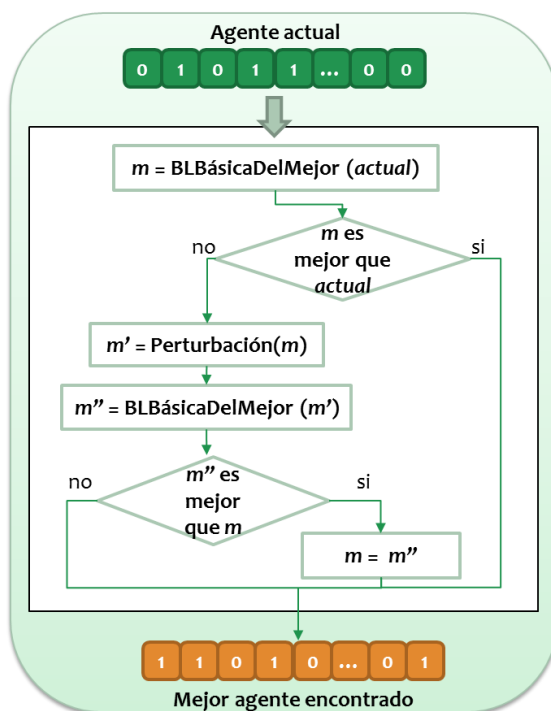 Agente actual
0 1 0 1 1 ... 0 0
m = BLBásicaDelMejor (actual)
no
m es
mejor que
actual
si
m' = Perturbación(m)
m'' = BLBásicaDelMejor (m')
no
m'' es
mejor
que m
si
m = m''
1 1 0 1 0 ... 0 1
Mejor agente encontrado